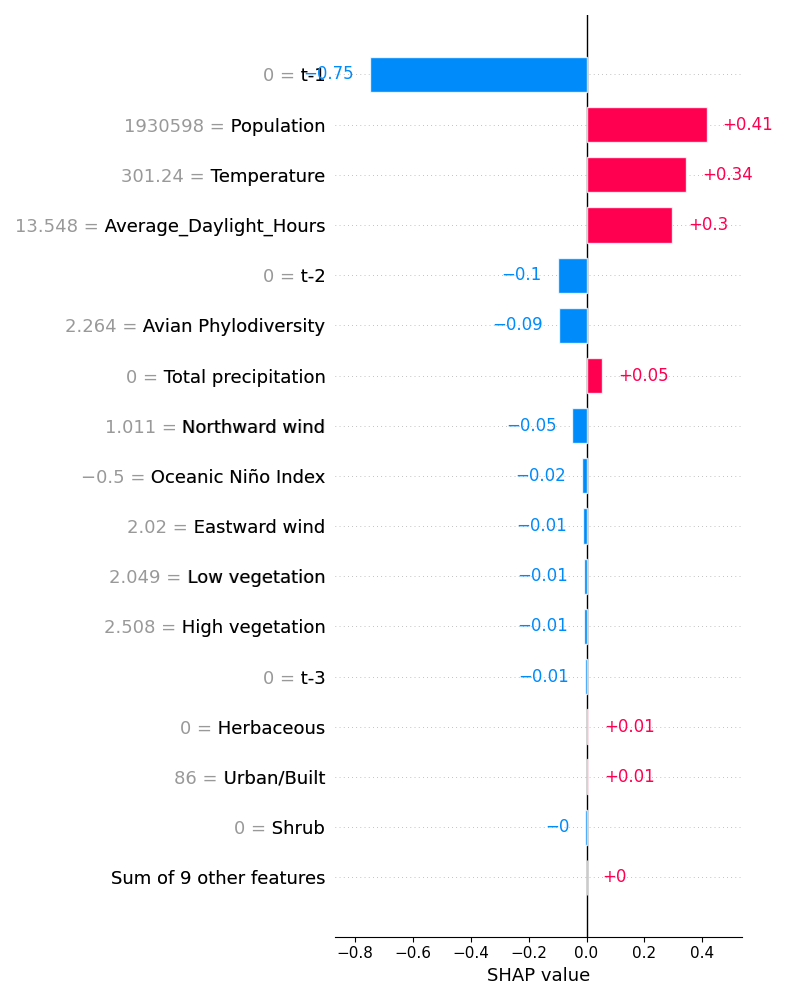 0 = t-1 −0.75
1930598 = Population +0.41
301.24 = Temperature +0.34
13.548 = Average_Daylight_Hours +0.3
0 = t-2 −0.1
2.264 = Avian Phylodiversity −0.09
0 = Total precipitation +0.05
1.011 = Northward wind −0.05
−0.5 = Oceanic Niño Index −0.02
2.02 = Eastward wind −0.01
2.049 = Low vegetation −0.01
2.508 = High vegetation −0.01
0 = t-3 −0.01
0 = Herbaceous +0.01
86 = Urban/Built +0.01
0 = Shrub −0
Sum of 9 other features +0
−0.8 −0.6 −0.4 −0.2 0.0 0.2 0.4
SHAP value